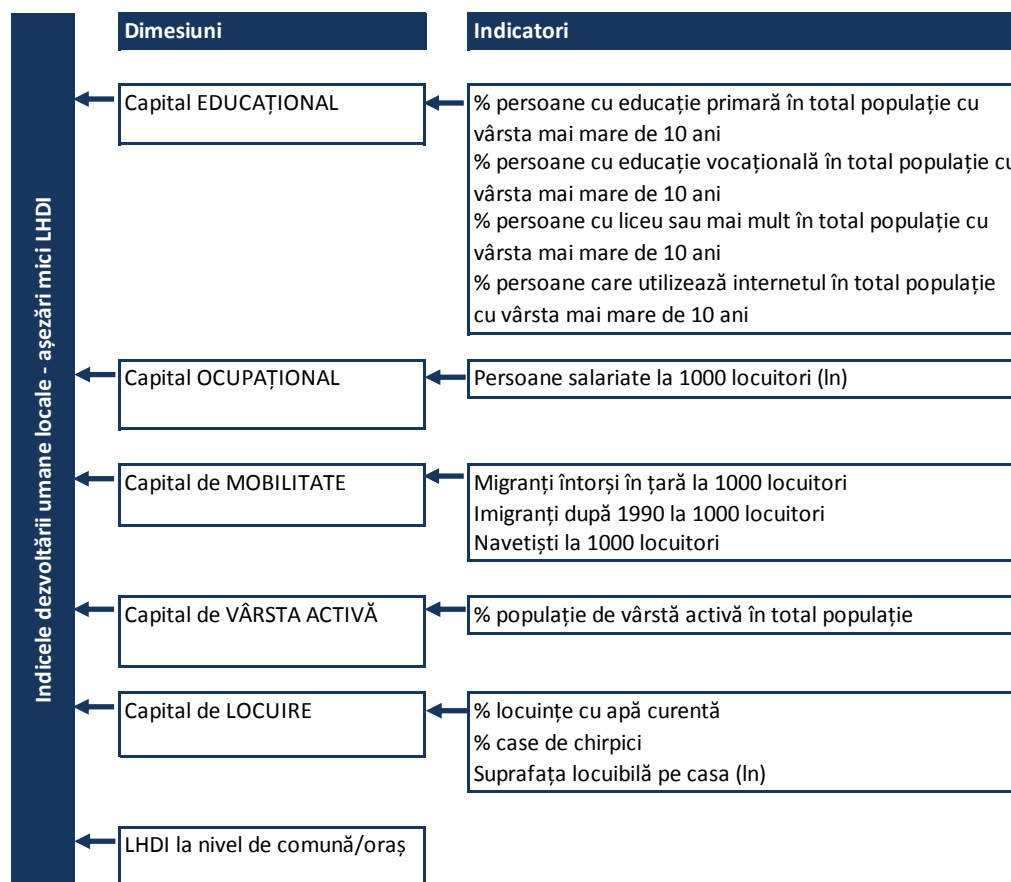 Indicele dezvoltării umane locale - așezări mici LHDI
Dimesiuni
Indicatori
Capital EDUCAȚIONAL
% persoane cu educație primară în total populație cu
vârsta mai mare de 10 ani
% persoane cu educație vocațională în total populație cu
vârsta mai mare de 10 ani
% persoane cu liceu sau mai mult în total populație cu
vârsta mai mare de 10 ani
% persoane care utilizează internetul în total populație
cu vârsta mai mare de 10 ani
Capital OCUPAȚIONAL
Persoane salariate la 1000 locuitori (ln)
Capital de MOBILITATE
Migranți întorși în țară la 1000 locuitori
Imigranți după 1990 la 1000 locuitori
Navetiști la 1000 locuitori
Capital de VÂRSTA ACTIVĂ
% populație de vârstă activă în total populație
Capital de LOCUIRE
% locuințe cu apă curentă
% case de chirpici
Suprafața locuibilă pe casa (ln)
LHDI la nivel de comună/oraș